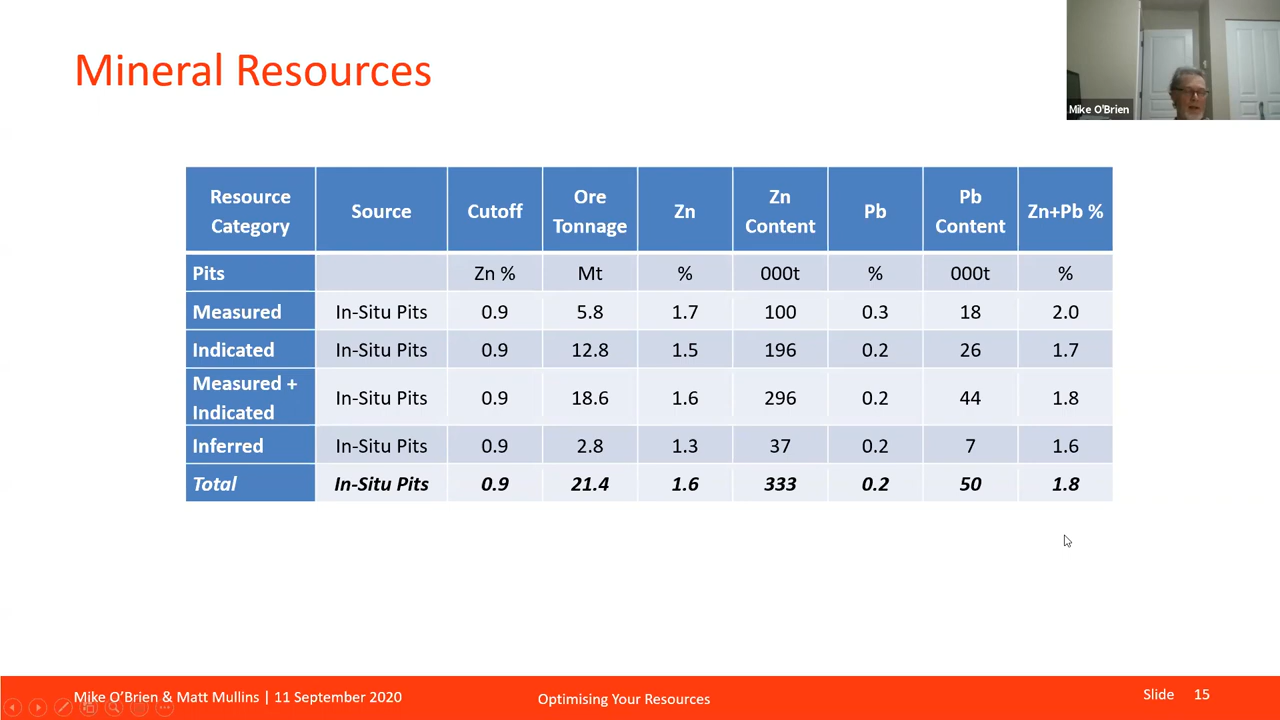 Mineral Resources
Mike O'Brien
Resource Category Source Cutoff Ore Tonnage Zn Zn Content Pb Pb Content Zn+Pb %
Pits Zn % Mt % 000t % 000t %
Measured In-Situ Pits 0.9 5.8 1.7 100 0.3 18 2.0
Indicated In-Situ Pits 0.9 12.8 1.5 196 0.2 26 1.7
Measured + Indicated In-Situ Pits 0.9 18.6 1.6 296 0.2 44 1.8
Inferred In-Situ Pits 0.9 2.8 1.3 37 0.2 7 1.6
Total In-Situ Pits 0.9 21.4 1.6 333 0.2 50 1.8
Mike O’Brien & Matt Mullins | 11 September 2020 Optimising Your Resources Slide 15